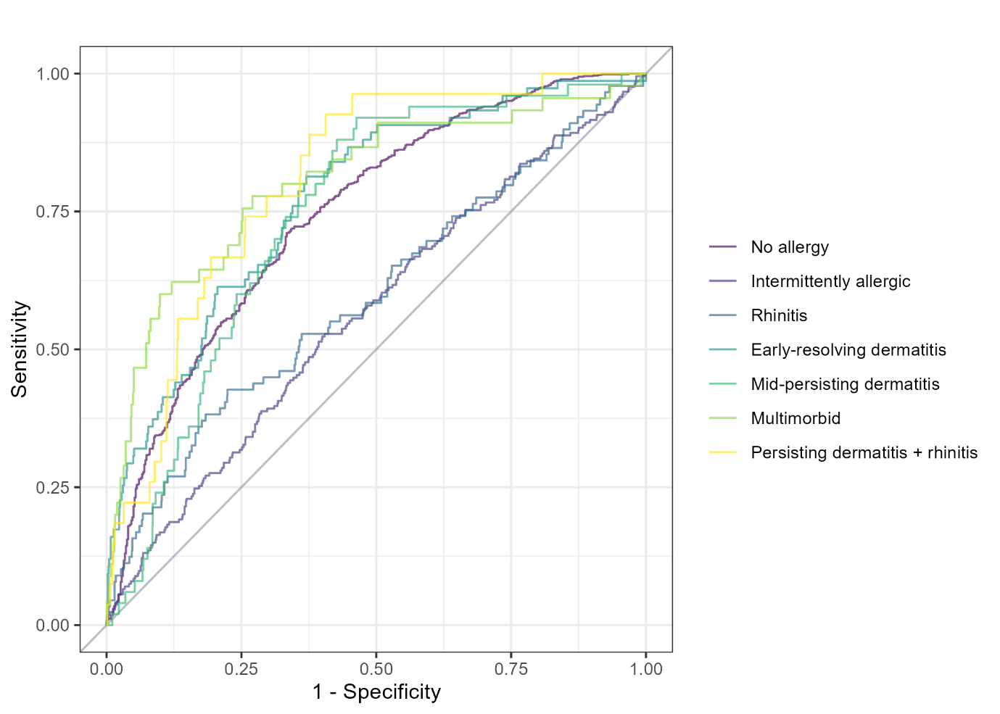 1.00
0.75
0.50
0.25
0.00
Sensitivity
0.00 0.25 0.50 0.75 1.00
1 - Specificity
No allergy
Intermittently allergic
Rhinitis
Early-resolving dermatitis
Mid-persisting dermatitis
Multimorbid
Persisting dermatitis + rhinitis